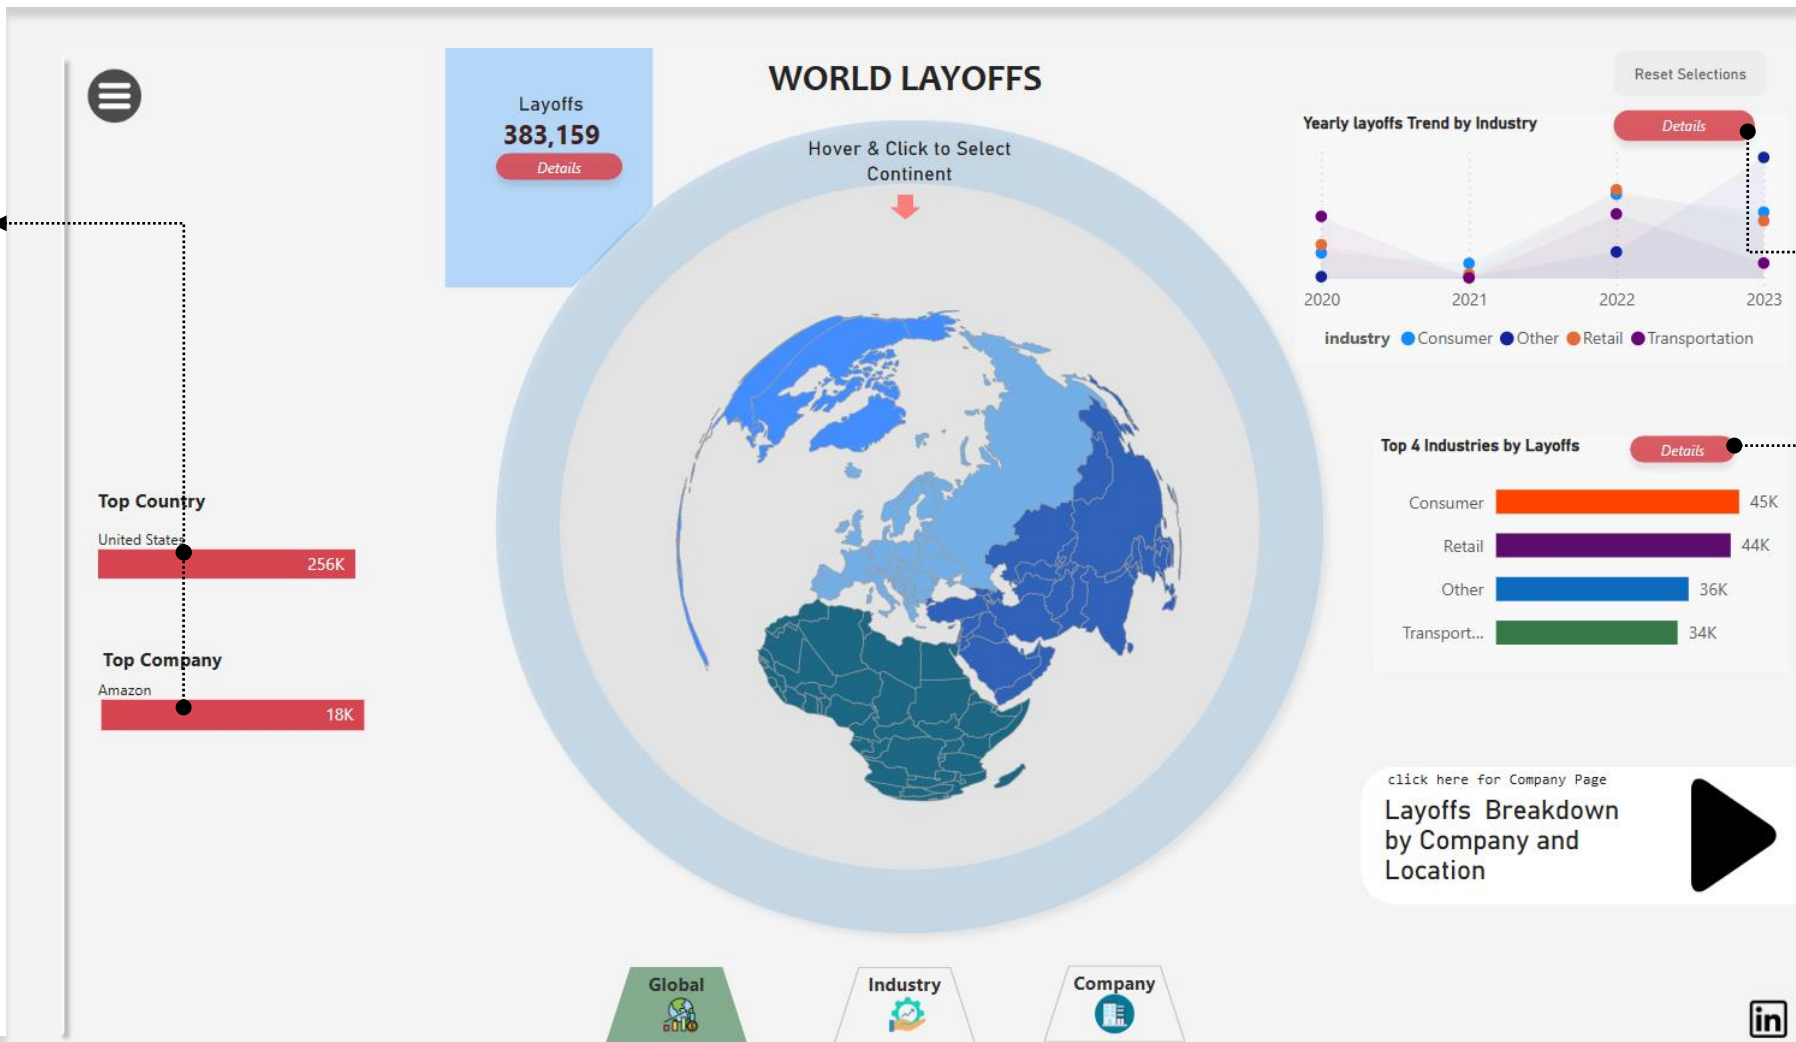 WORLD LAYOFFS
Reset Selections
Layoffs
383,159
Details
Hover & Click to Select
Continent
Yearly layoffs Trend by Industry
Details
2020 2021 2022 2023
industry Consumer Other Retail Transportation
Top 4 Industries by Layoffs
Details
Consumer 45K
Retail 44K
Other 36K
Transport... 34K
Top Country
United States
256K
Top Company
Amazon
18K
click here for Company Page
Layoffs Breakdown
by Company and
Location
Global
Industry
Company
in